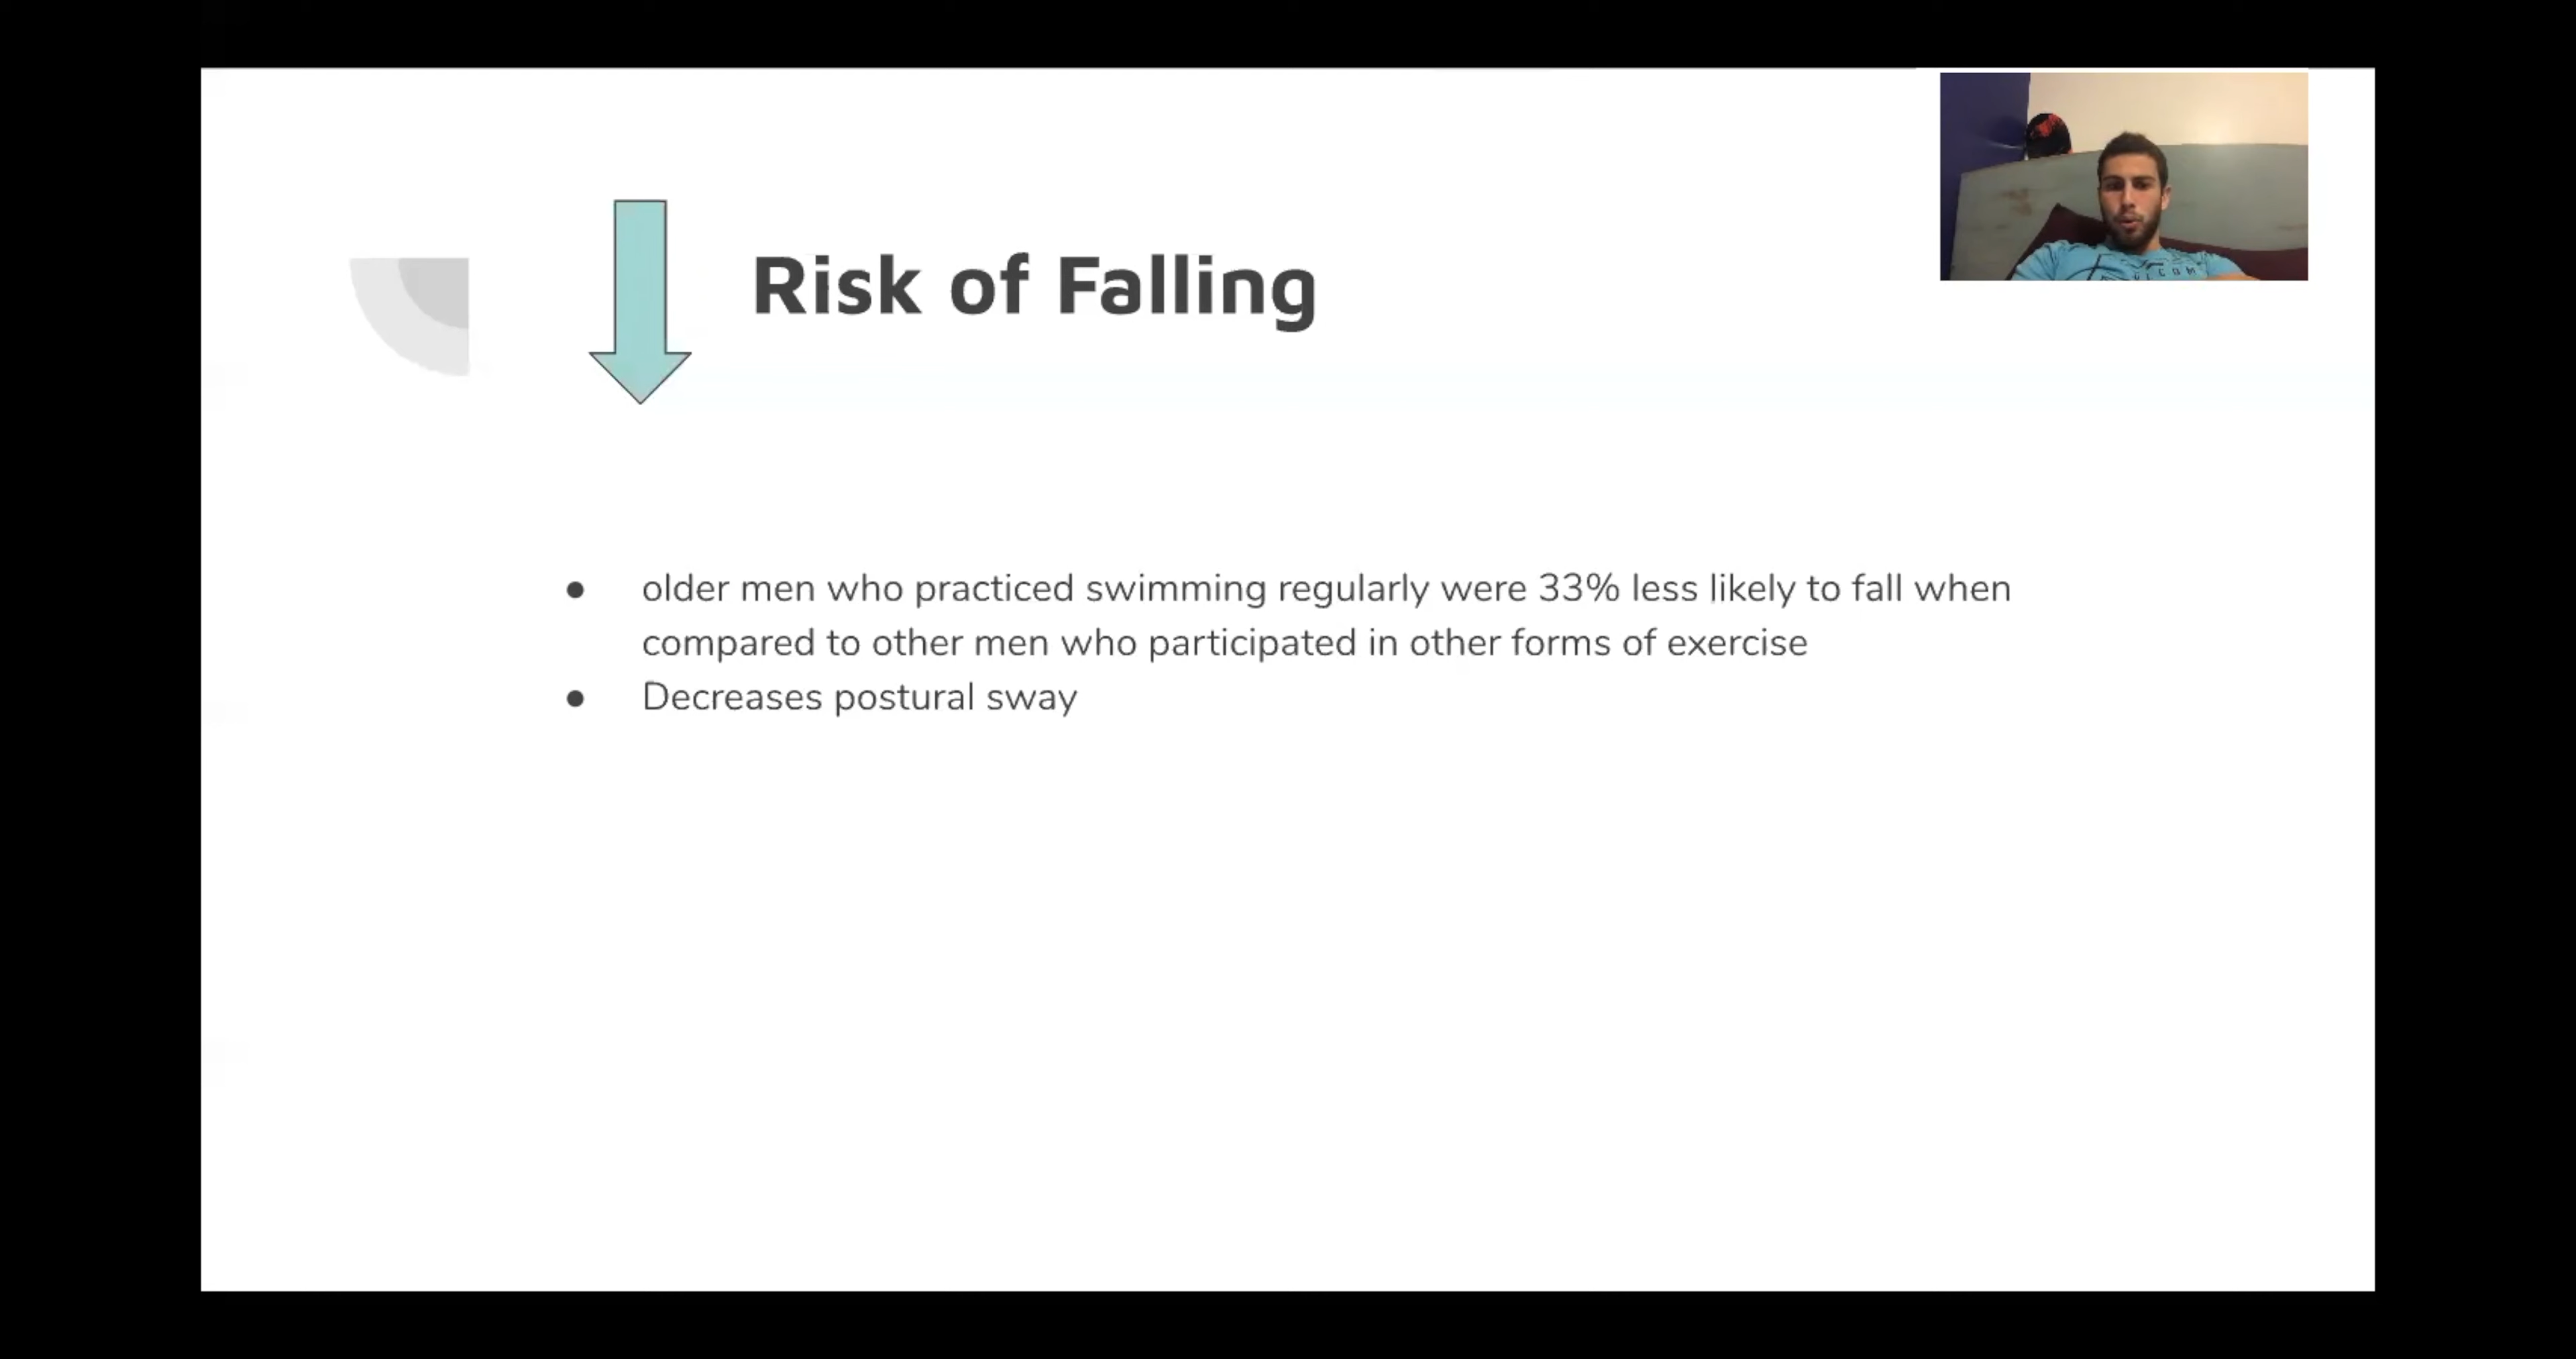 Risk of Falling
● older men who practiced swimming regularly were 33% less likely to fall when
compared to other men who participated in other forms of exercise
● Decreases postural sway